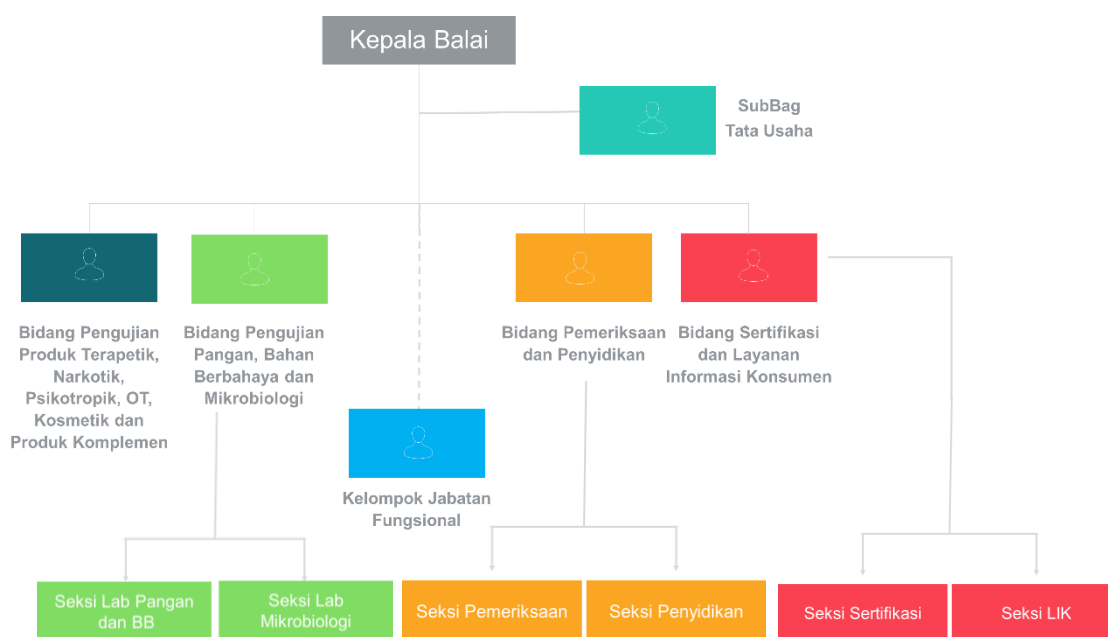 Kepala Balai
SubBag
Tata Usaha
Bidang Pengujian
Produk Terapetik,
Narkotik,
Psikotropik, OT,
Kosmetik dan
Produk Komplemen
Bidang Pengujian
Pangan, Bahan
Berbahaya dan
Mikrobiologi
Bidang Pemeriksaan
dan Penyidikan
Bidang Sertifikasi
dan Layanan
Informasi Konsumen
Kelompok Jabatan
Fungsional
Seksi Lab Pangan
dan BB
Seksi Lab
Mikrobiologi
Seksi Pemeriksaan
Seksi Penyidikan
Seksi Sertifikasi
Seksi LIK